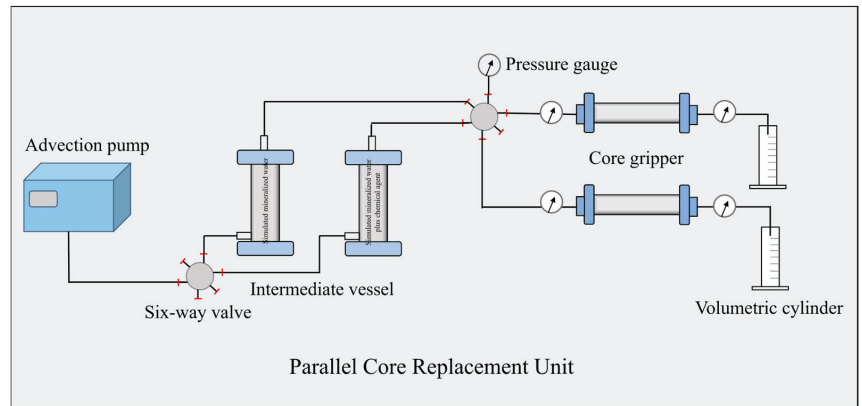 Pressure gauge
Advection pump
Simulated mineralized water
Simulated mineralized water
plus chemical agent
Core gripper
Intermediate vessel
Six-way valve
Volumetric cylinder
Parallel Core Replacement Unit